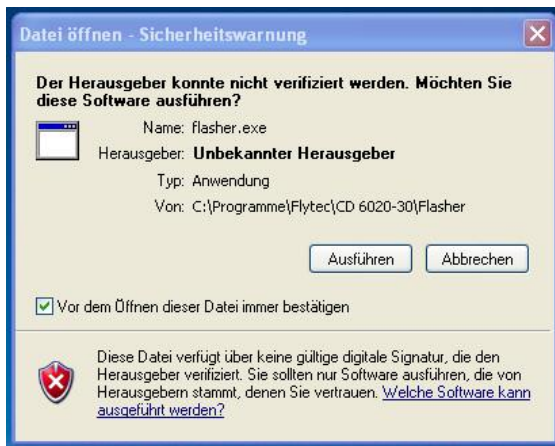 Datei öffnen - Sicherheitswarnung
Der Herausgeber konnte nicht verifiziert werden. Möchten Sie
diese Software ausführen?
Name: flasher.exe
Herausgeber: Unbekannter Herausgeber
Typ: Anwendung
Von: C:\Programme\Flytec\CD 6020-30\Flasher
Ausführen Abbrechen
Vor dem Öffnen dieser Datei immer bestätigen
Diese Datei verfügt über keine gültige digitale Signatur, die den
Herausgeber verifiziert. Sie sollten nur Software ausführen, die von
Herausgebern stammt, denen Sie vertrauen. Welche Software kann
ausgeführt werden?